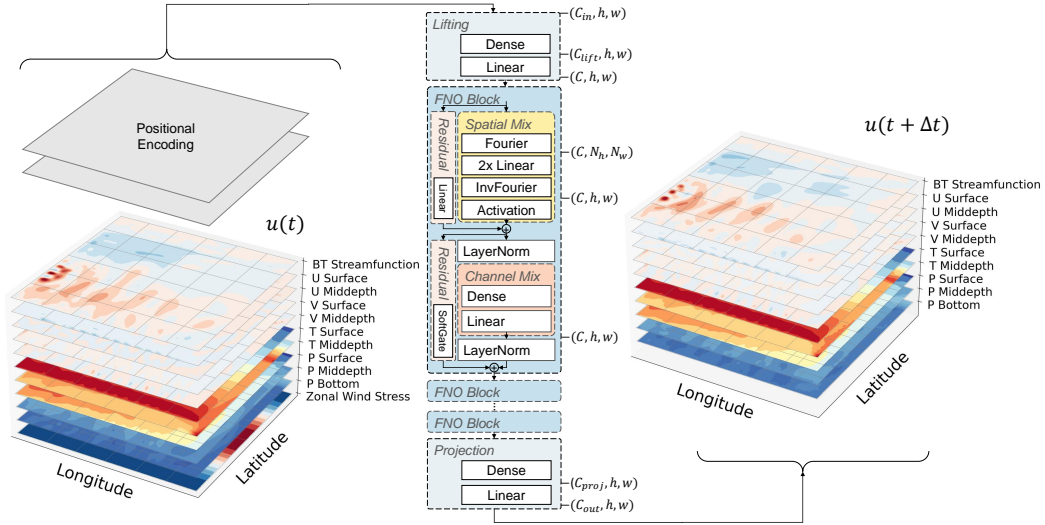 Positional
Encoding
u(t)
BT Streamfunction
U Surface
U Middepth
V Surface
V Middepth
T Surface
T Middepth
P Surface
P Middepth
P Bottom
Zonal Wind Stress
Longitude
Latitude
Lifting
Dense
Linear
(C_in, h, w)
(C_lift, h, w)
(C, h, w)
FNO Block
Residual
Linear
Spatial Mix
Fourier
2x Linear
InvFourier
Activation
(C, N_h, N_w)
(C, h, w)
Residual
SoftGate
LayerNorm
Channel Mix
Dense
Linear
LayerNorm
(C, h, w)
FNO Block
FNO Block
Projection
Dense
Linear
(C_proj, h, w)
(C_out, h, w)
u(t + Δt)
BT Streamfunction
U Surface
U Middepth
V Surface
V Middepth
T Surface
T Middepth
P Surface
P Middepth
P Bottom
Longitude
Latitude